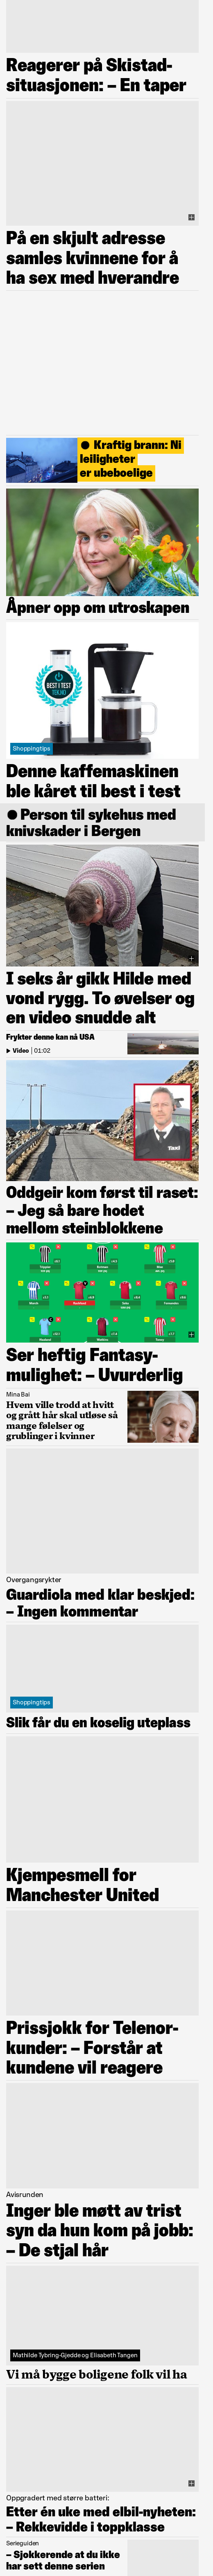 Reagerer på Skistad-
situasjonen: – En taper
På en skjult adresse
samles kvinnene for å
ha sex med hverandre
Kraftig brann: Ni
leiligheter
er ubeboelige
Åpner opp om utroskapen
BEST I TEST
TEKNO
Shoppingtips
Denne kaffemaskinen
ble kåret til best i test
Person til sykehus med
knivskader i Bergen
I seks år gikk Hilde med
vond rygg. To øvelser og
en video snudde alt
Frykter denne kan nå USA
Video | 01:02
Taxi
Oddgeir kom først til raset:
– Jeg så bare hodet
mellom steinblokkene
Ser heftig Fantasy-
mulighet: – Uvurderlig
Mina Bai
Hvem ville trodd at hvitt
og grått hår skal utløse så
mange følelser og
grublinger i kvinner
Overgangsrykter
Guardiola med klar beskjed:
– Ingen kommentar
Shoppingtips
Slik får du en koselig uteplass
Kjempesmell for
Manchester United
Prissjokk for Telenor-
kunder: – Forstår at
kundene vil reagere
Avisrunden
Inger ble møtt av trist
syn da hun kom på jobb:
– De stjal hår
Mathilde Tybring-Gjedde og Elisabeth Tangen
Vi må bygge boligene folk vil ha
Oppgradert med større batteri:
Etter én uke med elbil-nyheten:
– Rekkevidde i toppklasse
Serieguiden
– Sjokkerende at du ikke
har sett denne serien